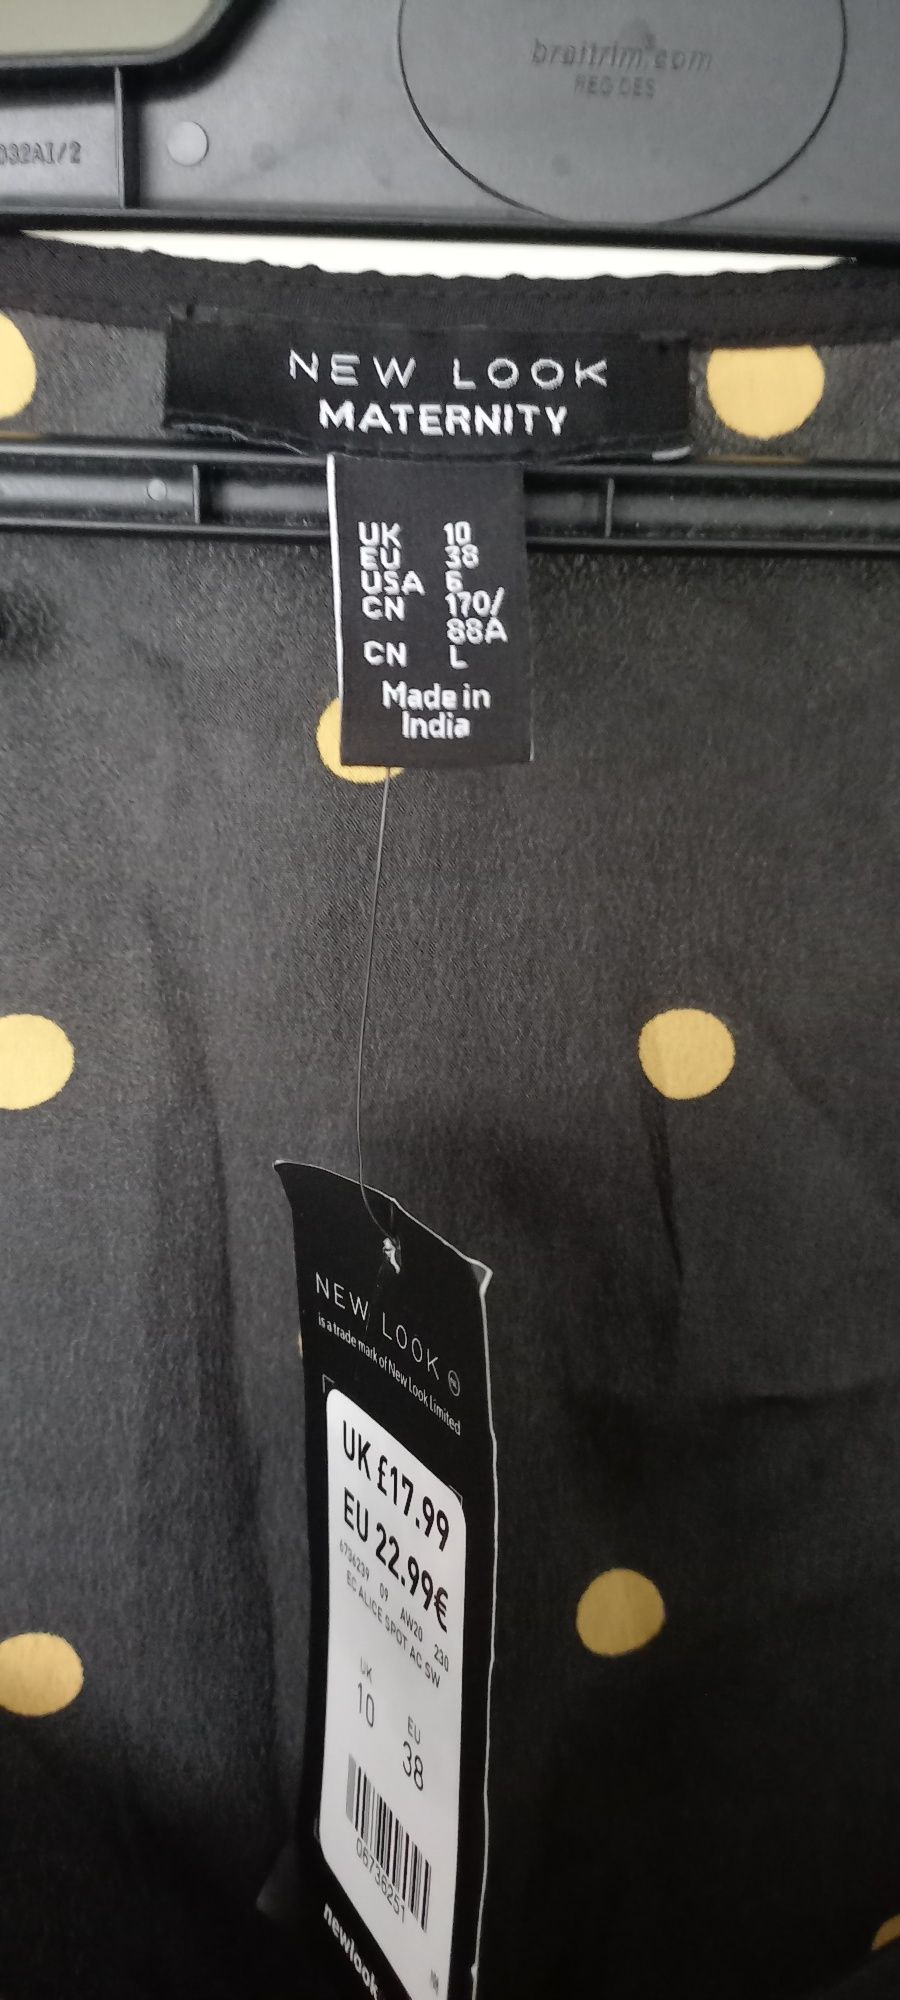 braitrim.com
REG DES
032AI/2
NEW LOOK
MATERNITY
UK 10
EU 38
USA 6
CN 170/
88A
CN L
Made in
India
NEW LOOK
is a trade mark of New Look Limited
UK £17.99
EU 22.99€
6736239 09 AW20 230
EC ALICE SPOT AC SW
UK
10
EU
38
06736251
newlook